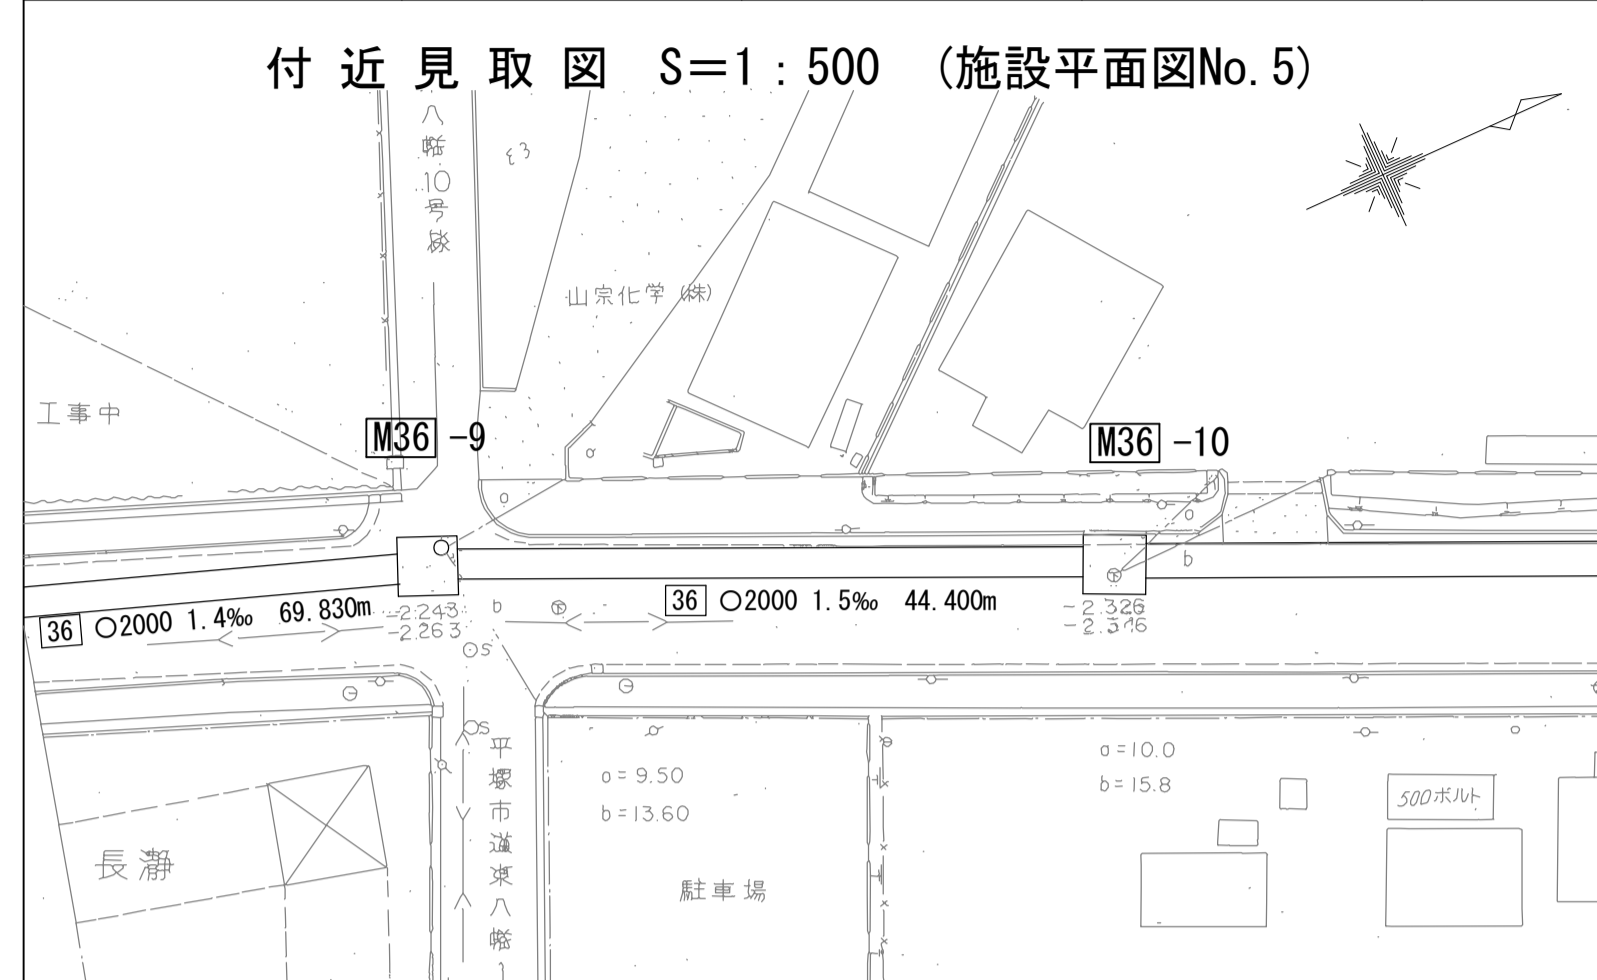 付近見取図 S=1:500 (施設平面図No.5)
八幡10号線
山宗化学(株)
工事中
M36 -9
M36 -10
36 ○2000 1.4‰ 69.830m
36 ○2000 1.5‰ 44.400m
-2.243
-2.263
b
b
-2.326
S
S
平塚市道東八幡
a=9.50
b=13.60
a=10.0
b=15.8
500ボルト
長瀞
駐車場